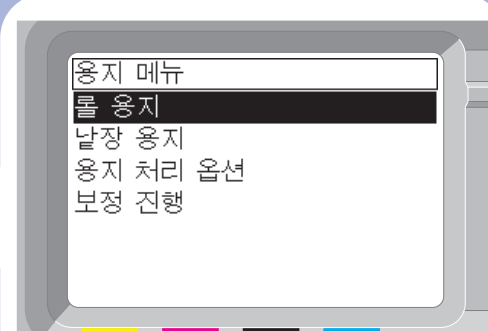 용지 메뉴
롤 용지
낱장 용지
용지 처리 옵션
보정 진행